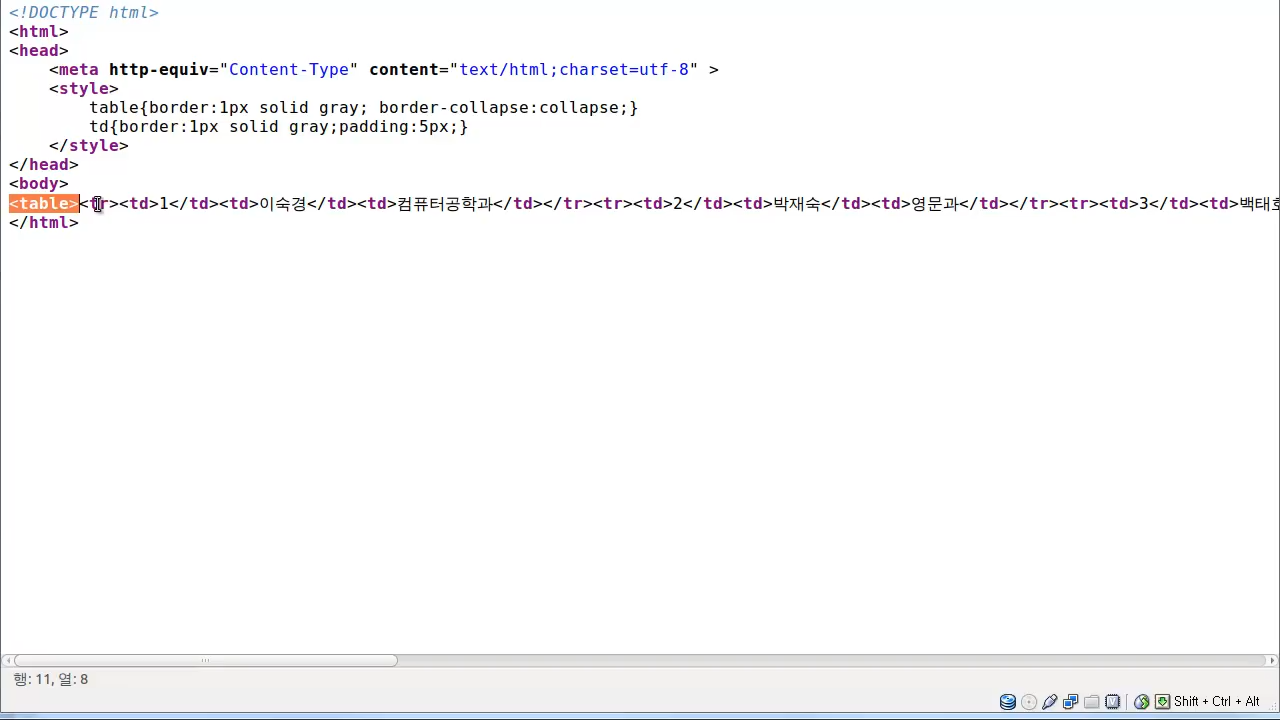 <!DOCTYPE html>
<html>
<head>
    <meta http-equiv="Content-Type" content="text/html;charset=utf-8" >
    <style>
        table{border:1px solid gray; border-collapse:collapse;}
        td{border:1px solid gray;padding:5px;}
    </style>
</head>
<body>
<table><tr><td>1</td><td>이숙경</td><td>컴퓨터공학과</td></tr><tr><td>2</td><td>박재숙</td><td>영문과</td></tr><tr><td>3</td><td>백태호
</html>
행: 11, 열: 8
Shift + Ctrl + Alt